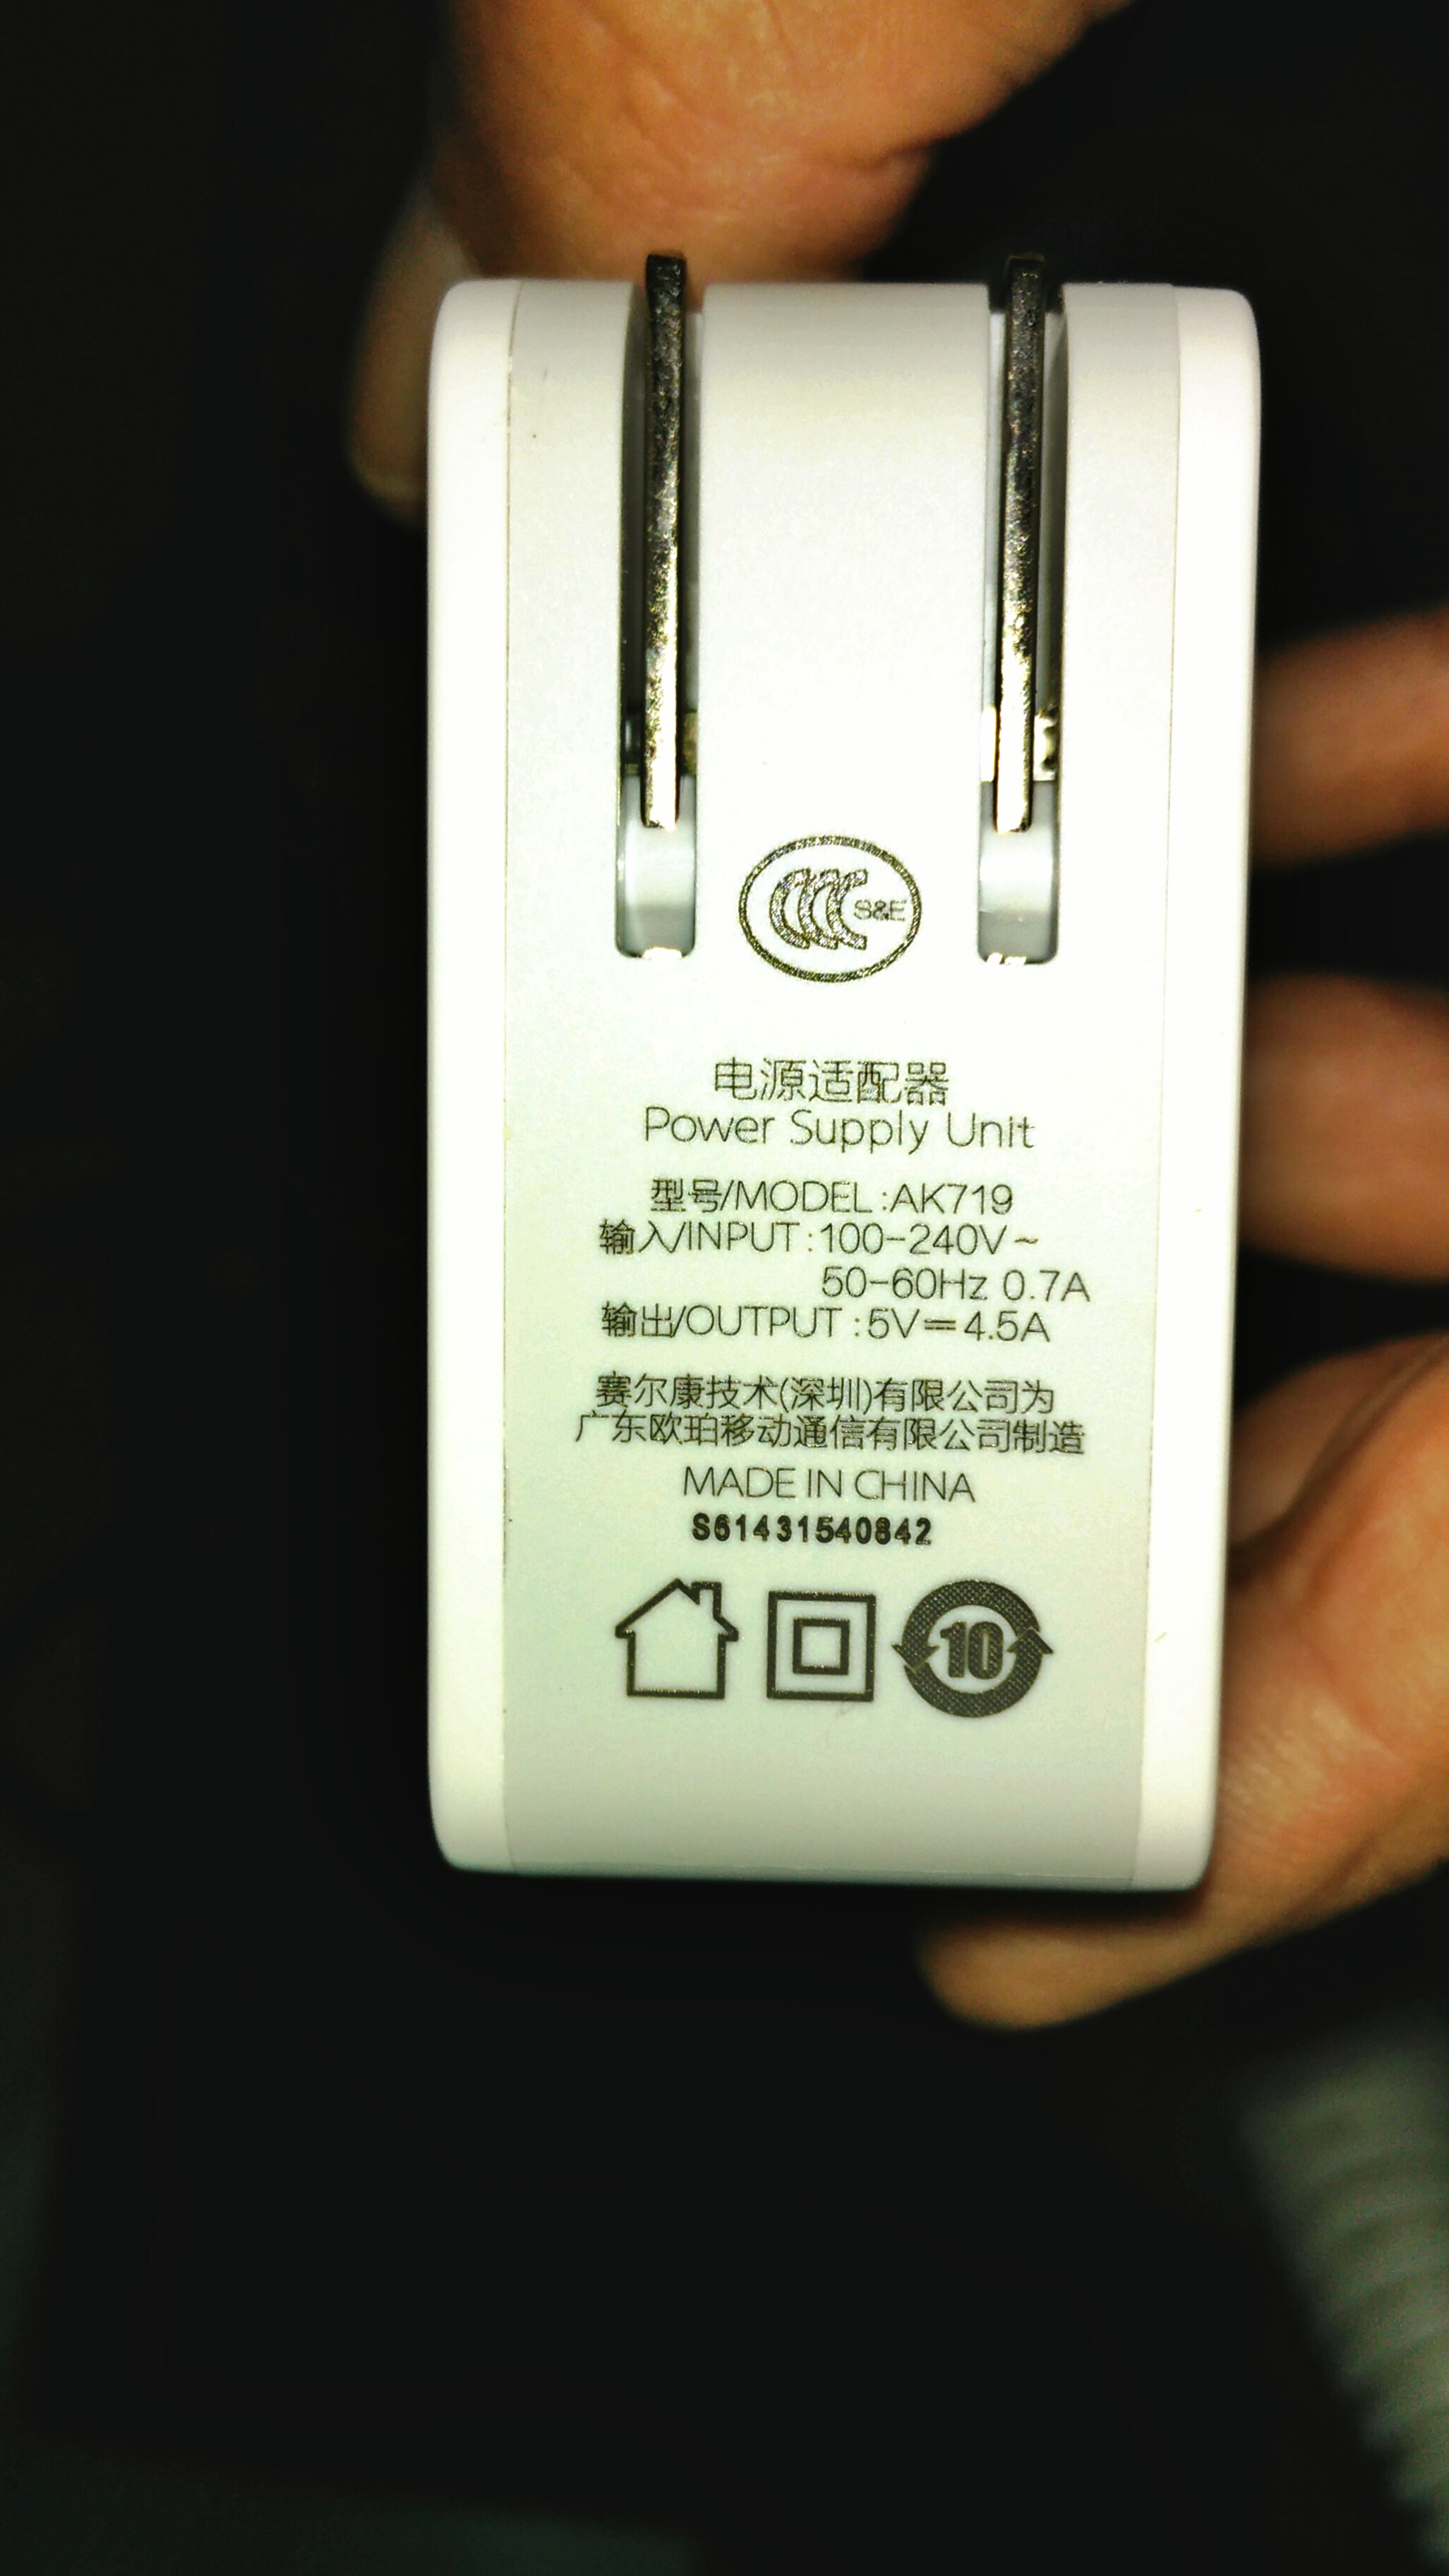 CCC S&E
电源适配器
Power Supply Unit
型号/MODEL :AK719
输入/INPUT :100-240V~
50-60Hz 0.7A
输出/OUTPUT :5V⎓4.5A
赛尔康技术(深圳)有限公司为
广东欧珀移动通信有限公司制造
MADE IN CHINA
S61431540842
10